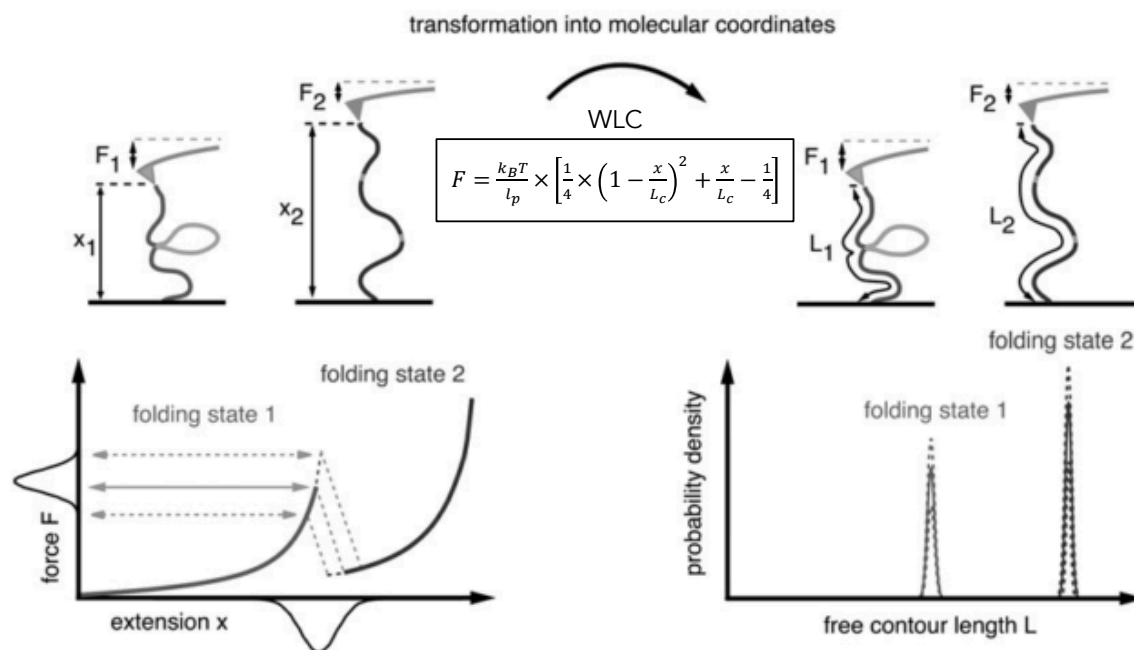 transformation into molecular coordinates
F₂
F₂
WLC
F₁
F₁
F = k_BT/l_p × [1/4 × (1 − x/L_c)² + x/L_c − 1/4]
x₂
x₁
L₂
L₁
folding state 2
folding state 2
folding state 1
folding state 1
force F
probability density
extension x
free contour length L